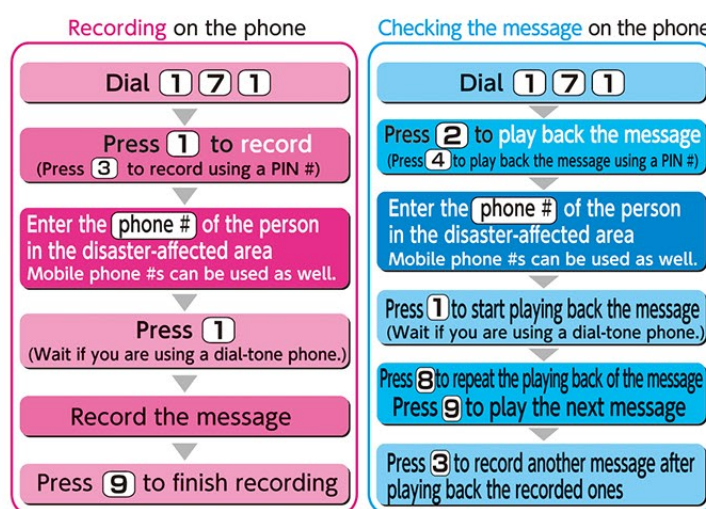 Recording on the phone
Dial 1 7 1
Press 1 to record
(Press 3 to record using a PIN #)
Enter the phone # of the person
in the disaster-affected area
Mobile phone #s can be used as well.
Press 1
(Wait if you are using a dial-tone phone.)
Record the message
Press 9 to finish recording
Checking the message on the phone
Dial 1 7 1
Press 2 to play back the message
(Press 4 to play back the message using a PIN #)
Enter the phone # of the person
in the disaster-affected area
Mobile phone #s can be used as well.
Press 1 to start playing back the message
(Wait if you are using a dial-tone phone.)
Press 8 to repeat the playing back of the message
Press 9 to play the next message
Press 3 to record another message after
playing back the recorded ones